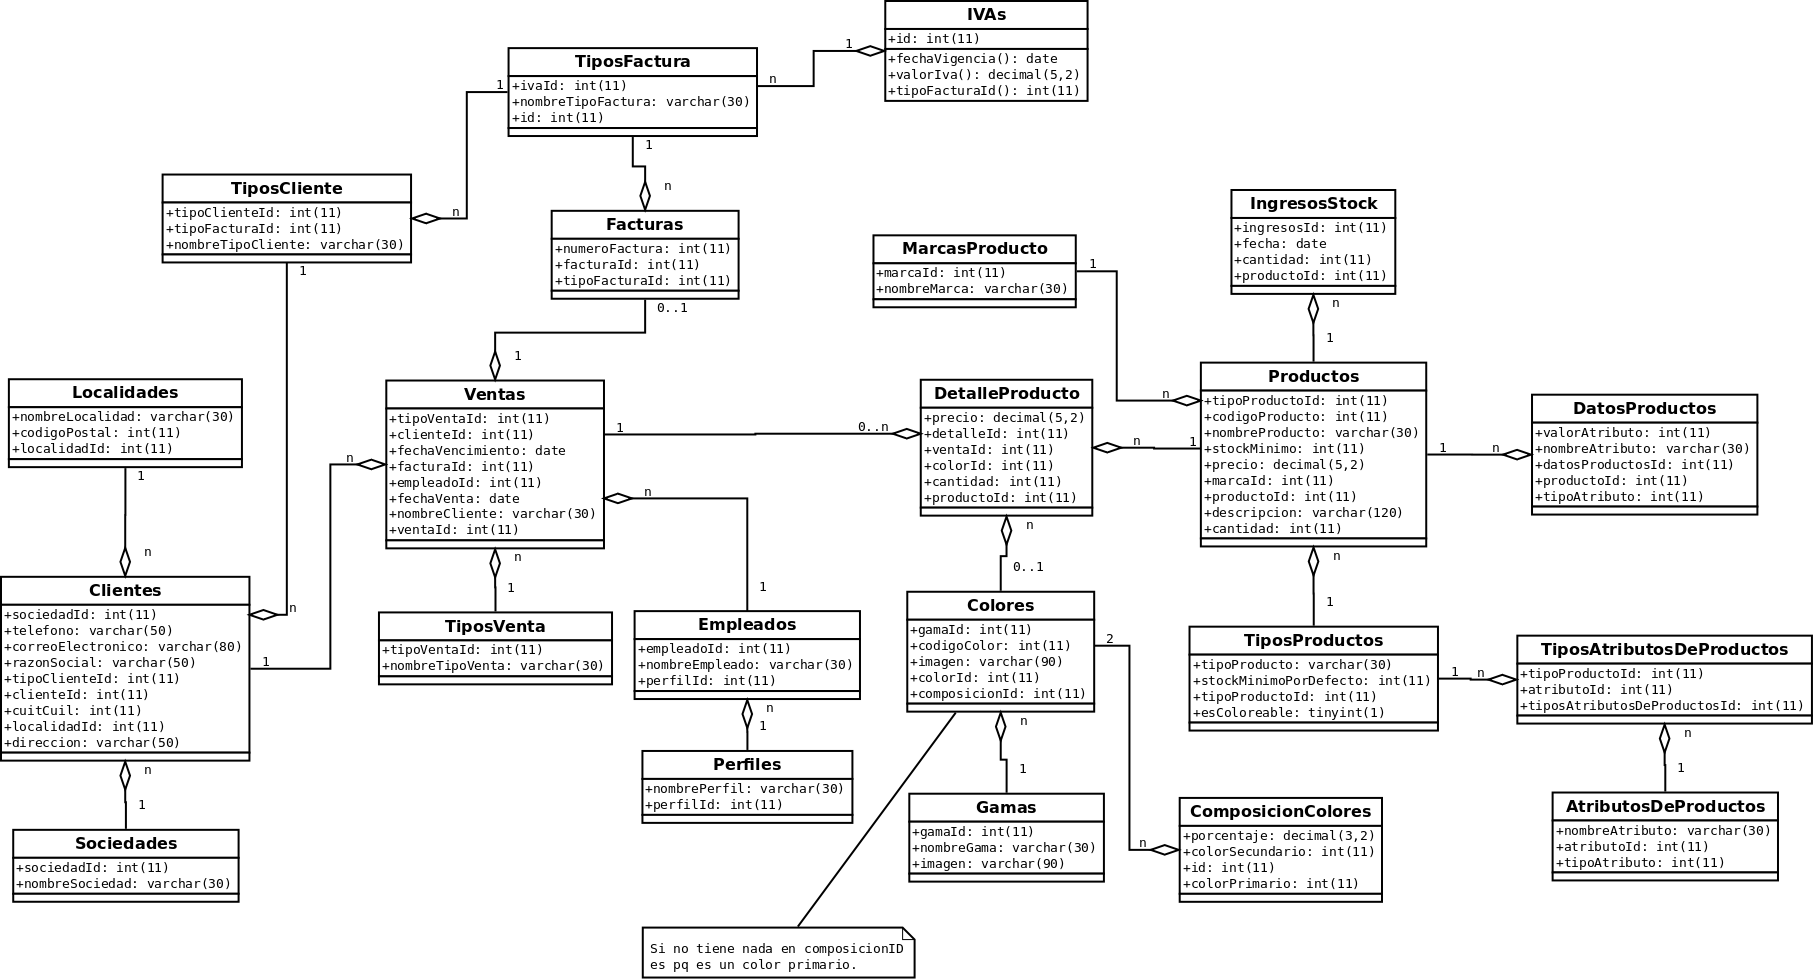 IVAs
+id: int(11)
+fechaVigencia(): date
+valorIva(): decimal(5,2)
+tipoFacturaId(): int(11)
1
n
TiposFactura
+ivaId: int(11)
+nombreTipoFactura: varchar(30)
+id: int(11)
1
n
1
n
TiposCliente
+tipoClienteId: int(11)
+tipoFacturaId: int(11)
+nombreTipoCliente: varchar(30)
1
n
Facturas
+numeroFactura: int(11)
+facturaId: int(11)
+tipoFacturaId: int(11)
0..1
1
MarcasProducto
+marcaId: int(11)
+nombreMarca: varchar(30)
1
n
IngresosStock
+ingresosId: int(11)
+fecha: date
+cantidad: int(11)
+productoId: int(11)
n
1
Localidades
+nombreLocalidad: varchar(30)
+codigoPostal: int(11)
+localidadId: int(11)
1
n
Ventas
+tipoVentaId: int(11)
+clienteId: int(11)
+fechaVencimiento: date
+facturaId: int(11)
+empleadoId: int(11)
+fechaVenta: date
+nombreCliente: varchar(30)
+ventaId: int(11)
n
1
1
0..n
n
1
n
1
DetalleProducto
+precio: decimal(5,2)
+detalleId: int(11)
+ventaId: int(11)
+colorId: int(11)
+cantidad: int(11)
+productoId: int(11)
n
1
n
0..1
Productos
+tipoProductoId: int(11)
+codigoProducto: int(11)
+nombreProducto: varchar(30)
+stockMinimo: int(11)
+precio: decimal(5,2)
+marcaId: int(11)
+productoId: int(11)
+descripcion: varchar(120)
+cantidad: int(11)
1
n
n
1
DatosProductos
+valorAtributo: int(11)
+nombreAtributo: varchar(30)
+datosProductosId: int(11)
+productoId: int(11)
+tipoAtributo: int(11)
Clientes
+sociedadId: int(11)
+telefono: varchar(50)
+correoElectronico: varchar(80)
+razonSocial: varchar(50)
+tipoClienteId: int(11)
+clienteId: int(11)
+cuitCuil: int(11)
+localidadId: int(11)
+direccion: varchar(50)
n
1
TiposVenta
+tipoVentaId: int(11)
+nombreTipoVenta: varchar(30)
Empleados
+empleadoId: int(11)
+nombreEmpleado: varchar(30)
+perfilId: int(11)
n
1
Colores
+gamaId: int(11)
+codigoColor: int(11)
+imagen: varchar(90)
+colorId: int(11)
+composicionId: int(11)
2
n
n
1
TiposProductos
+tipoProducto: varchar(30)
+stockMinimoPorDefecto: int(11)
+tipoProductoId: int(11)
+esColoreable: tinyint(1)
1
n
TiposAtributosDeProductos
+tipoProductoId: int(11)
+atributoId: int(11)
+tiposAtributosDeProductosId: int(11)
n
1
Perfiles
+nombrePerfil: varchar(30)
+perfilId: int(11)
Gamas
+gamaId: int(11)
+nombreGama: varchar(30)
+imagen: varchar(90)
ComposicionColores
+porcentaje: decimal(3,2)
+colorSecundario: int(11)
+id: int(11)
+colorPrimario: int(11)
AtributosDeProductos
+nombreAtributo: varchar(30)
+atributoId: int(11)
+tipoAtributo: int(11)
Sociedades
+sociedadId: int(11)
+nombreSociedad: varchar(30)
Si no tiene nada en composicionID
es pq es un color primario.